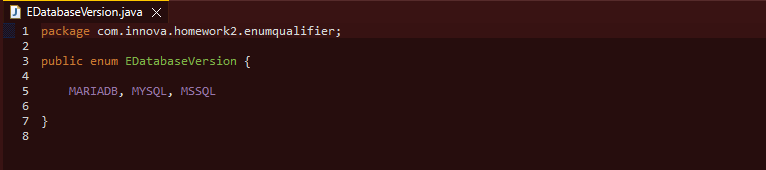 EDatabaseVersion.java
1 package com.innova.homework2.enumqualifier;
2
3 public enum EDatabaseVersion {
4
5     MARIADB, MYSQL, MSSQL
6
7 }
8